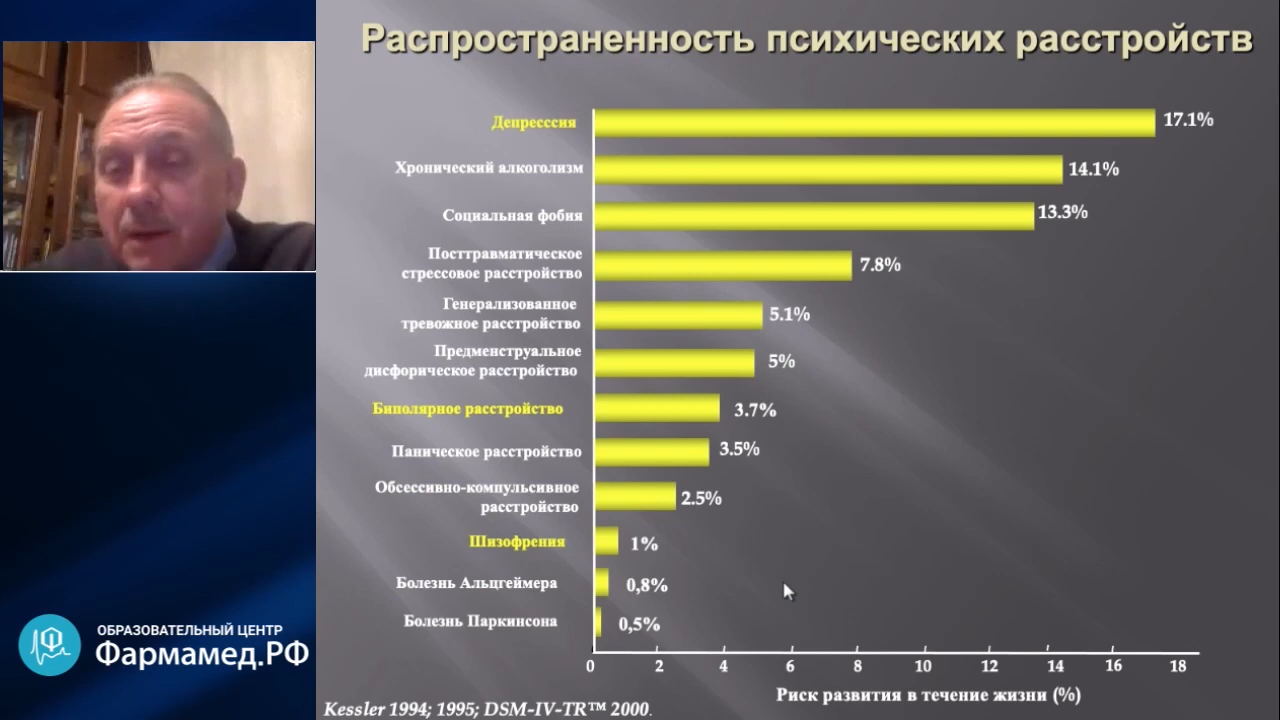 Распространенность психических расстройств
Депресссия
17.1%
Хронический алкоголизм
14.1%
Социальная фобия
13.3%
Посттравматическое
стрессовое расстройство
7.8%
Генерализованное
тревожное расстройство
5.1%
Предменструальное
дисфорическое расстройство
5%
Биполярное расстройство
3.7%
Паническое расстройство
3.5%
Обсессивно-компульсивное
расстройство
2.5%
Шизофрения
1%
Болезнь Альцгеймера
0,8%
Болезнь Паркинсона
0,5%
0 2 4 6 8 10 12 14 16 18
Риск развития в течение жизни (%)
Kessler 1994; 1995; DSM-IV-TR™ 2000.
ОБРАЗОВАТЕЛЬНЫЙ ЦЕНТР
Фармамед.РФ